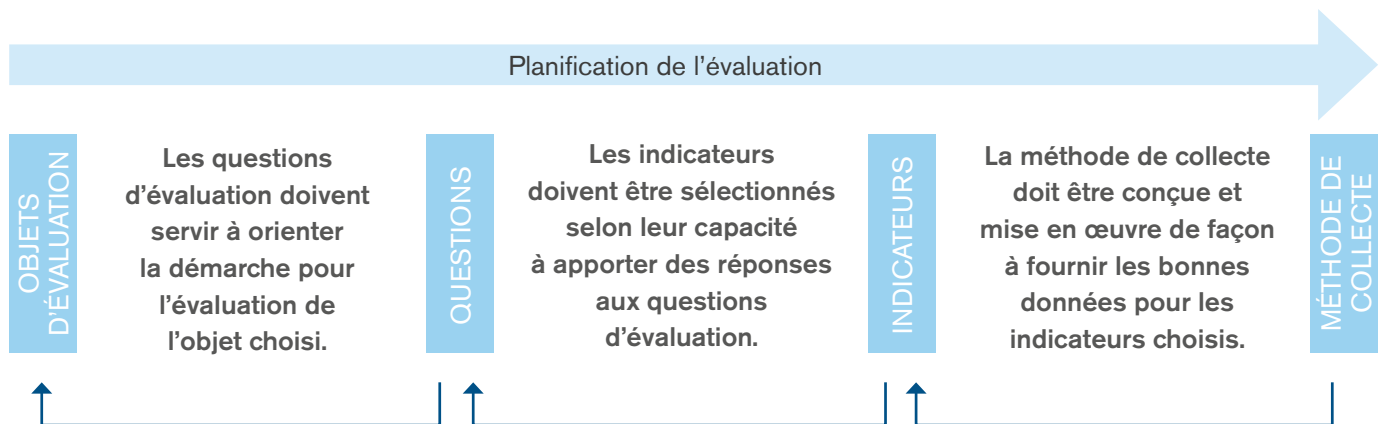 Planification de l'évaluation
OBJETS
D'ÉVALUATION
Les questions
d'évaluation doivent
servir à orienter
la démarche pour
l'évaluation de
l'objet choisi.
QUESTIONS
Les indicateurs
doivent être sélectionnés
selon leur capacité
à apporter des réponses
aux questions
d'évaluation.
INDICATEURS
La méthode de collecte
doit être conçue et
mise en œuvre de façon
à fournir les bonnes
données pour les
indicateurs choisis.
MÉTHODE DE
COLLECTE